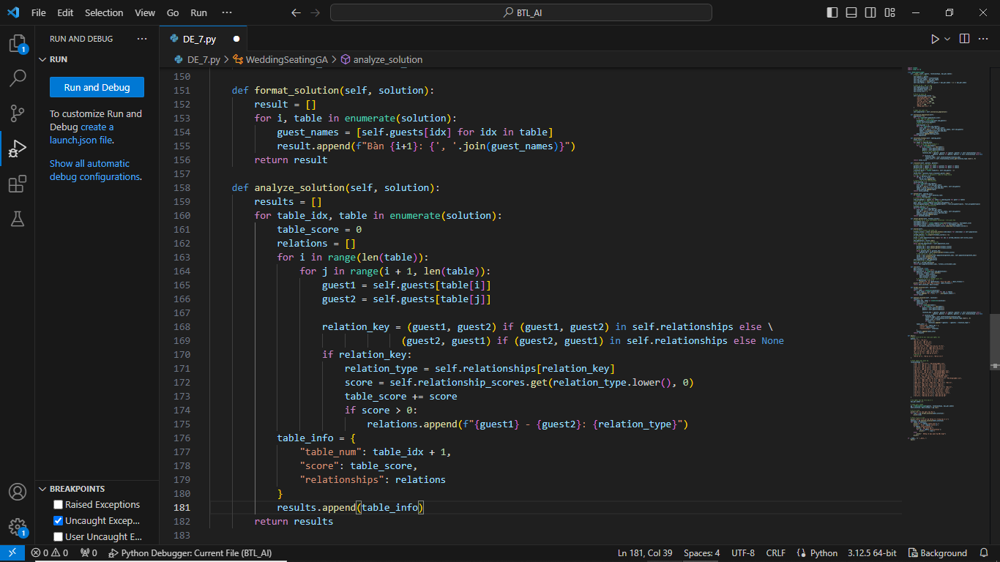 File Edit Selection View Go Run ··· BTL_AI
RUN AND DEBUG ···
RUN
Run and Debug
To customize Run and
Debug create a
launch.json file.
Show all automatic
debug configurations.
BREAKPOINTS
Raised Exceptions
Uncaught Excep...
User Uncaught E...
1
1
DE_7.py
DE_7.py > WeddingSeatingGA > analyze_solution
150
151 def format_solution(self, solution):
152 result = []
153 for i, table in enumerate(solution):
154 guest_names = [self.guests[idx] for idx in table]
155 result.append(f"Bàn {i+1}: {', '.join(guest_names)}")
156 return result
157
158 def analyze_solution(self, solution):
159 results = []
160 for table_idx, table in enumerate(solution):
161 table_score = 0
162 relations = []
163 for i in range(len(table)):
164 for j in range(i + 1, len(table)):
165 guest1 = self.guests[table[i]]
166 guest2 = self.guests[table[j]]
167
168 relation_key = (guest1, guest2) if (guest1, guest2) in self.relationships else \
169 (guest2, guest1) if (guest2, guest1) in self.relationships else None
170 if relation_key:
171 relation_type = self.relationships[relation_key]
172 score = self.relationship_scores.get(relation_type.lower(), 0)
173 table_score += score
174 if score > 0:
175 relations.append(f"{guest1} - {guest2}: {relation_type}")
176 table_info = {
177 "table_num": table_idx + 1,
178 "score": table_score,
179 "relationships": relations
180 }
181 results.append(table_info)
182 return results
183
0 0 0 Python Debugger: Current File (BTL_AI) Ln 181, Col 39 Spaces: 4 UTF-8 CRLF Python 3.12.5 64-bit Background